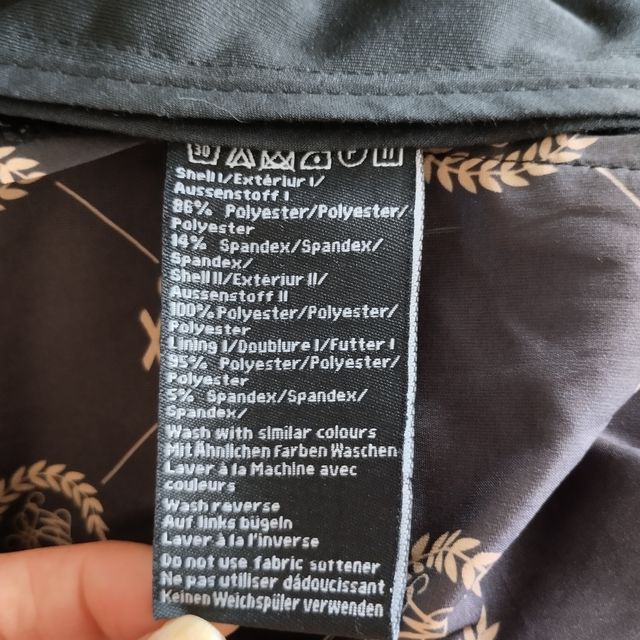 30
P
Shell I/Extériur I/
Aussenstoff I
86% Polyester/Polyester/
Polyester
14% Spandex/Spandex/
Spandex/
Shell II/Extériur II/
Aussenstoff II
100% Polyester/Polyester/
Polyester
Lining I/Doublure I/Futter I
95% Polyester/Polyester/
Polyester
5% Spandex/Spandex/
Spandex/
Wash with similar colours
Mit Ähnlichen Farben Waschen
Laver à la Machine avec
couleurs
Wash reverse
Auf links bügeln
Laver à la l'inverse
Do not use fabric suftener
Ne pas utiliser dádoucissant
Keinen Weichspüler verwenden